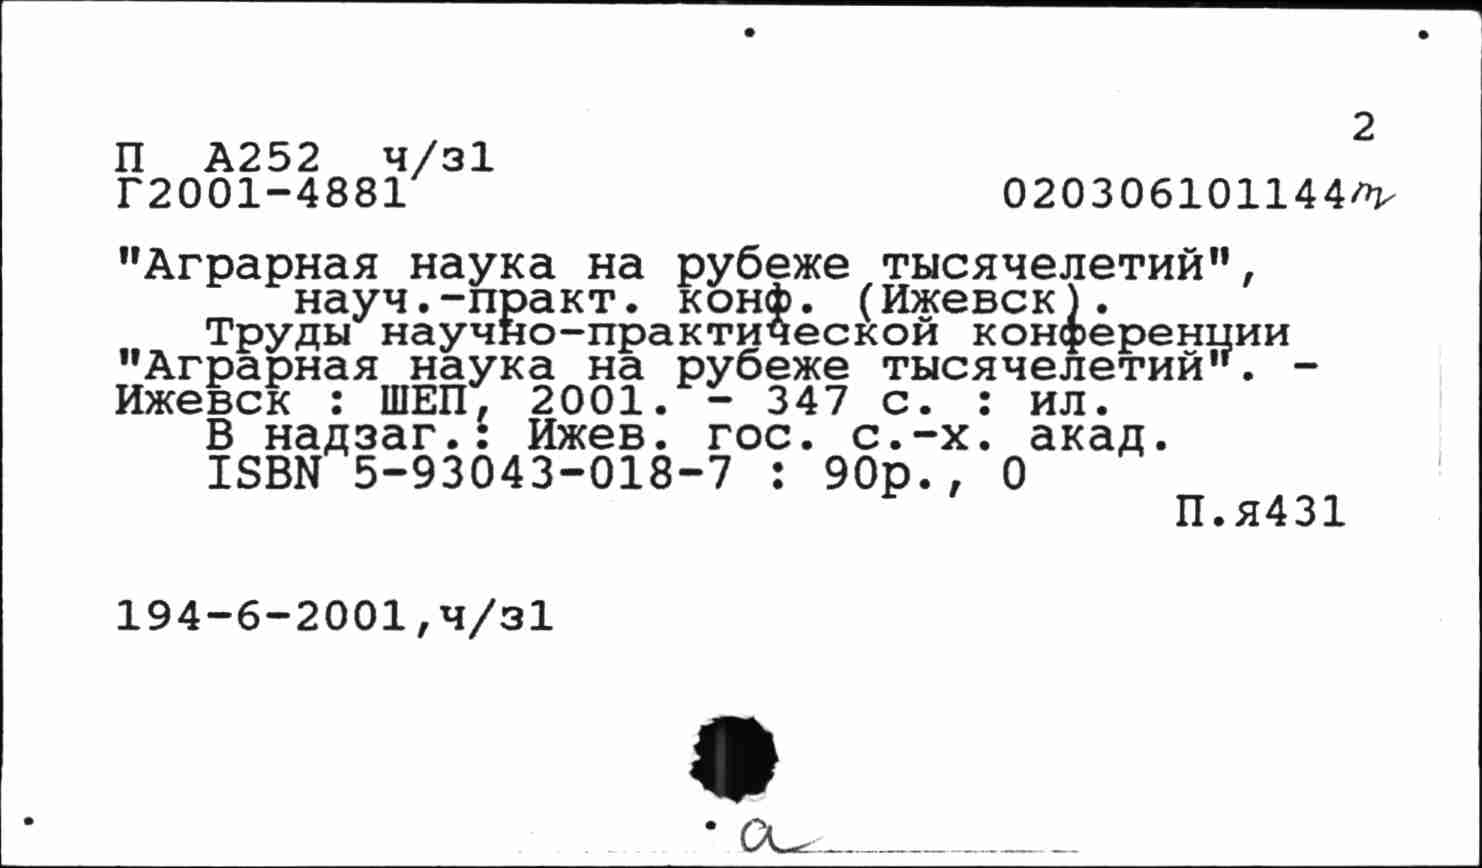 2
П А252 ч/з1
Г2001-4881 020306101144
"Аграрная наука на рубеже тысячелетий",
науч.-практ. конф. (Ижевск).
Труды научно-практической конференции
"Аграрная наука на рубеже тысячелетий". -
Ижевск : ШЕП, 2001. - 347 с. : ил.
В надзаг.: Ижев. гос. с.-х. акад.
ISBN 5-93043-018-7 : 90р., 0
П.я431
194-6-2001,ч/з1
а